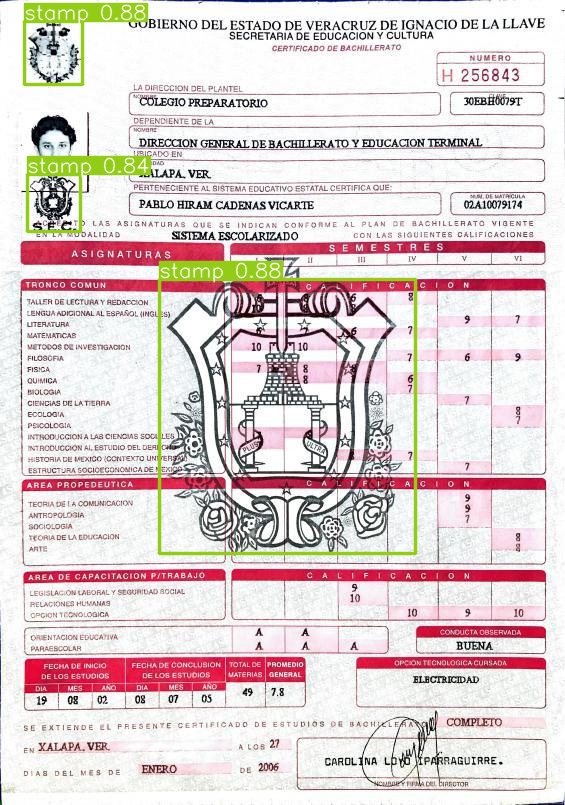 stamp 0.88
GOBIERNO DEL ESTADO DE VERACRUZ DE IGNACIO DE LA LLAVE
SECRETARIA DE EDUCACION Y CULTURA
CERTIFICADO DE BACHILLERATO
NUMERO
H 256843
LA DIRECCION DEL PLANTEL
NOMBRE
COLEGIO PREPARATORIO
CLAVE
30EBH0079T
DEPENDIENTE DE LA
NOMBRE
DIRECCION GENERAL DE BACHILLERATO Y EDUCACION TERMINAL
stamp 0.84
UBICADO EN
XALAPA, VER.
PERTENECIENTE AL SISTEMA EDUCATIVO ESTATAL CERTIFICA QUE:
PABLO HIRAM CADENAS VICARTE
NUM. DE MATRICULA
02A10079174
S.E.C.
LAS ASIGNATURAS QUE SE INDICAN CONFORME AL PLAN DE BACHILLERATO VIGENTE
EN LA MODALIDAD SISTEMA ESCOLARIZADO CON LAS SIGUIENTES CALIFICACIONES
ASIGNATURAS
SEMESTRES
stamp 0.88
II III IV V VI
TRONCO COMUN CALIFICACION
TALLER DE LECTURA Y REDACCION 6 8
LENGUA ADICIONAL AL ESPAÑOL (INGLES)
LITERATURA 9 7
MATEMATICAS 6 7
METODOS DE INVESTIGACION 10 10
FILOSOFIA 7 6 9
FISICA 7 8 8
QUIMICA 8 8 6
BIOLOGIA 7
CIENCIAS DE LA TIERRA 7
ECOLOGIA 8
PSICOLOGIA 7
INTRODUCCION A LAS CIENCIAS SOCIALES
INTRODUCCION AL ESTUDIO DEL DERECHO
HISTORIA DE MEXICO (CONTEXTO UNIVERSAL) 8 7
ESTRUCTURA SOCIOECONOMICA DE MEXICO 7
PLUS ULTRA
AREA PROPEDEUTICA CALIFICACION
TEORIA DE LA COMUNICACION 9
ANTROPOLOGIA 9
SOCIOLOGIA 7
TEORIA DE LA EDUCACION 8
ARTE 8
AREA DE CAPACITACION P/TRABAJO CALIFICACION
LEGISLACION LABORAL Y SEGURIDAD SOCIAL 9
RELACIONES HUMANAS 10
OPCION TECNOLOGICA 10 9 10
ORIENTACION EDUCATIVA A A
PARAESCOLAR A A A
CONDUCTA OBSERVADA
BUENA
FECHA DE INICIO DE LOS ESTUDIOS
FECHA DE CONCLUSION DE LOS ESTUDIOS
TOTAL DE MATERIAS
PROMEDIO GENERAL
DIA MES AÑO DIA MES AÑO
19 08 02 08 07 05 49 7.8
OPCION TECNOLOGICA CURSADA
ELECTRICIDAD
SE EXTIENDE EL PRESENTE CERTIFICADO DE ESTUDIOS DE BACHILLERATO COMPLETO
EN XALAPA, VER. A LOS 27
DIAS DEL MES DE ENERO DE 2006
CAROLINA LOYO IPARRAGUIRRE.
NOMBRE Y FIRMA DEL DIRECTOR